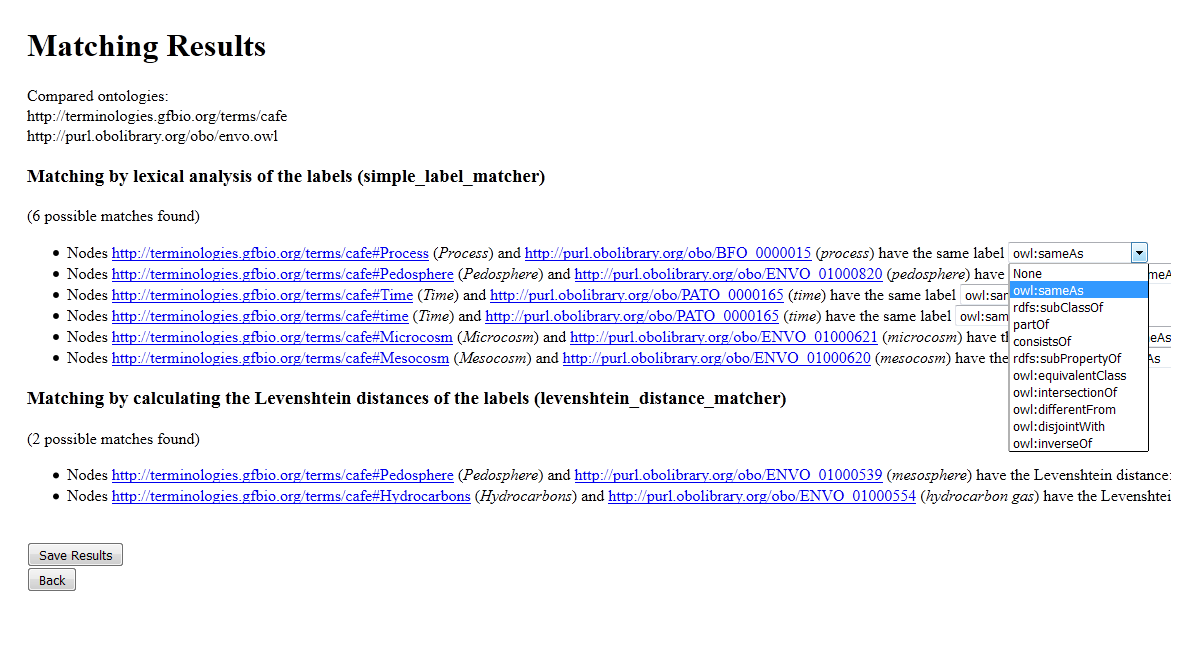 Matching Results
Compared ontologies:
http://terminologies.gfbio.org/terms/cafe
http://purl.obolibrary.org/obo/envo.owl
Matching by lexical analysis of the labels (simple_label_matcher)
(6 possible matches found)
• Nodes http://terminologies.gfbio.org/terms/cafe#Process (Process) and http://purl.obolibrary.org/obo/BFO_0000015 (process) have the same label owl:sameAs
• Nodes http://terminologies.gfbio.org/terms/cafe#Pedosphere (Pedosphere) and http://purl.obolibrary.org/obo/ENVO_01000820 (pedosphere) have
• Nodes http://terminologies.gfbio.org/terms/cafe#Time (Time) and http://purl.obolibrary.org/obo/PATO_0000165 (time) have the same label owl:sam
• Nodes http://terminologies.gfbio.org/terms/cafe#time (Time) and http://purl.obolibrary.org/obo/PATO_0000165 (time) have the same label owl:sam
• Nodes http://terminologies.gfbio.org/terms/cafe#Microcosm (Microcosm) and http://purl.obolibrary.org/obo/ENVO_01000621 (microcosm) have th
• Nodes http://terminologies.gfbio.org/terms/cafe#Mesocosm (Mesocosm) and http://purl.obolibrary.org/obo/ENVO_01000620 (mesocosm) have the
None
owl:sameAs
rdfs:subClassOf
partOf
consistsOf
rdfs:subPropertyOf
owl:equivalentClass
owl:intersectionOf
owl:differentFrom
owl:disjointWith
owl:inverseOf
Matching by calculating the Levenshtein distances of the labels (levenshtein_distance_matcher)
(2 possible matches found)
• Nodes http://terminologies.gfbio.org/terms/cafe#Pedosphere (Pedosphere) and http://purl.obolibrary.org/obo/ENVO_01000539 (mesosphere) have the Levenshtein distance:
• Nodes http://terminologies.gfbio.org/terms/cafe#Hydrocarbons (Hydrocarbons) and http://purl.obolibrary.org/obo/ENVO_01000554 (hydrocarbon gas) have the Levenshtei
Save Results
Back